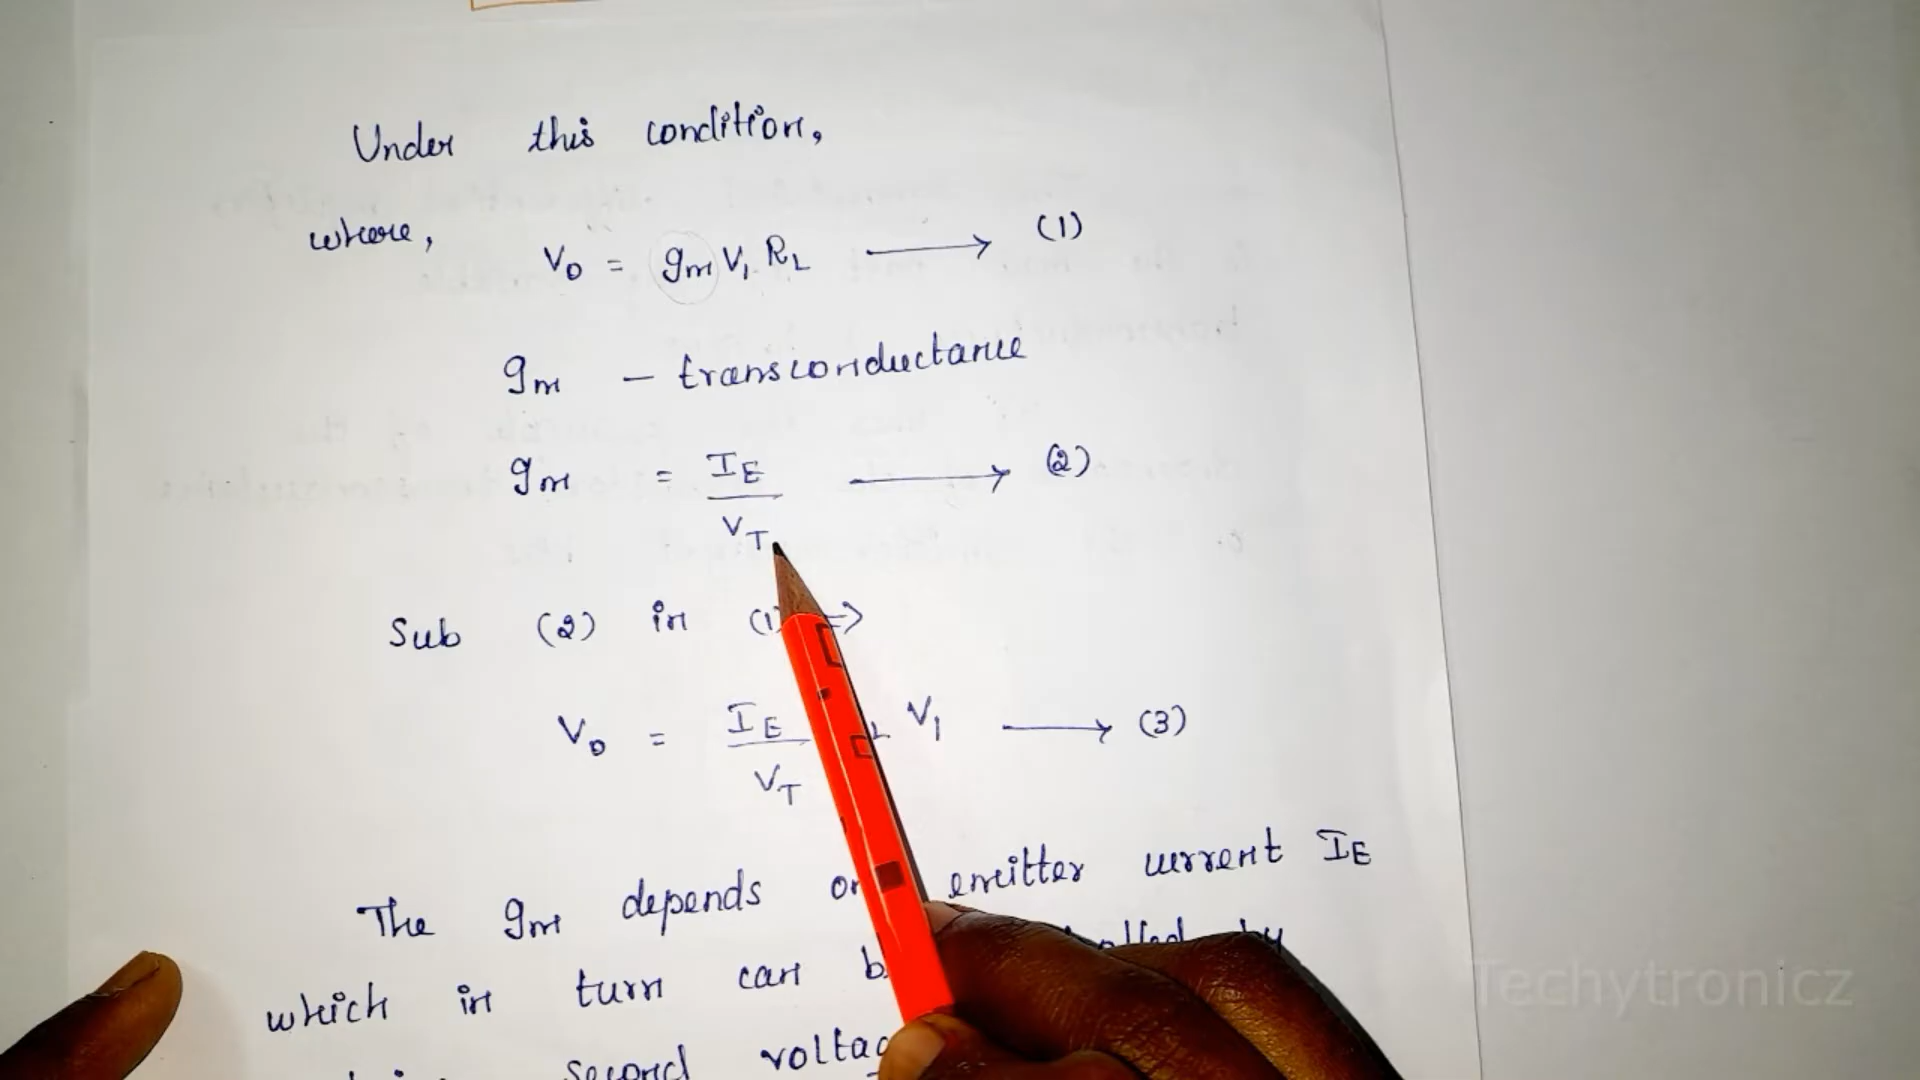 Under this condition,
where,
V0 = gm V1 RL → (1)
gm - transconductance
gm = IE / VT → (2)
Sub (2) in (1) =>
V0 = IE / VT L V1 → (3)
The gm depends on emitter current IE
which in turn can by
second
Techytronicz